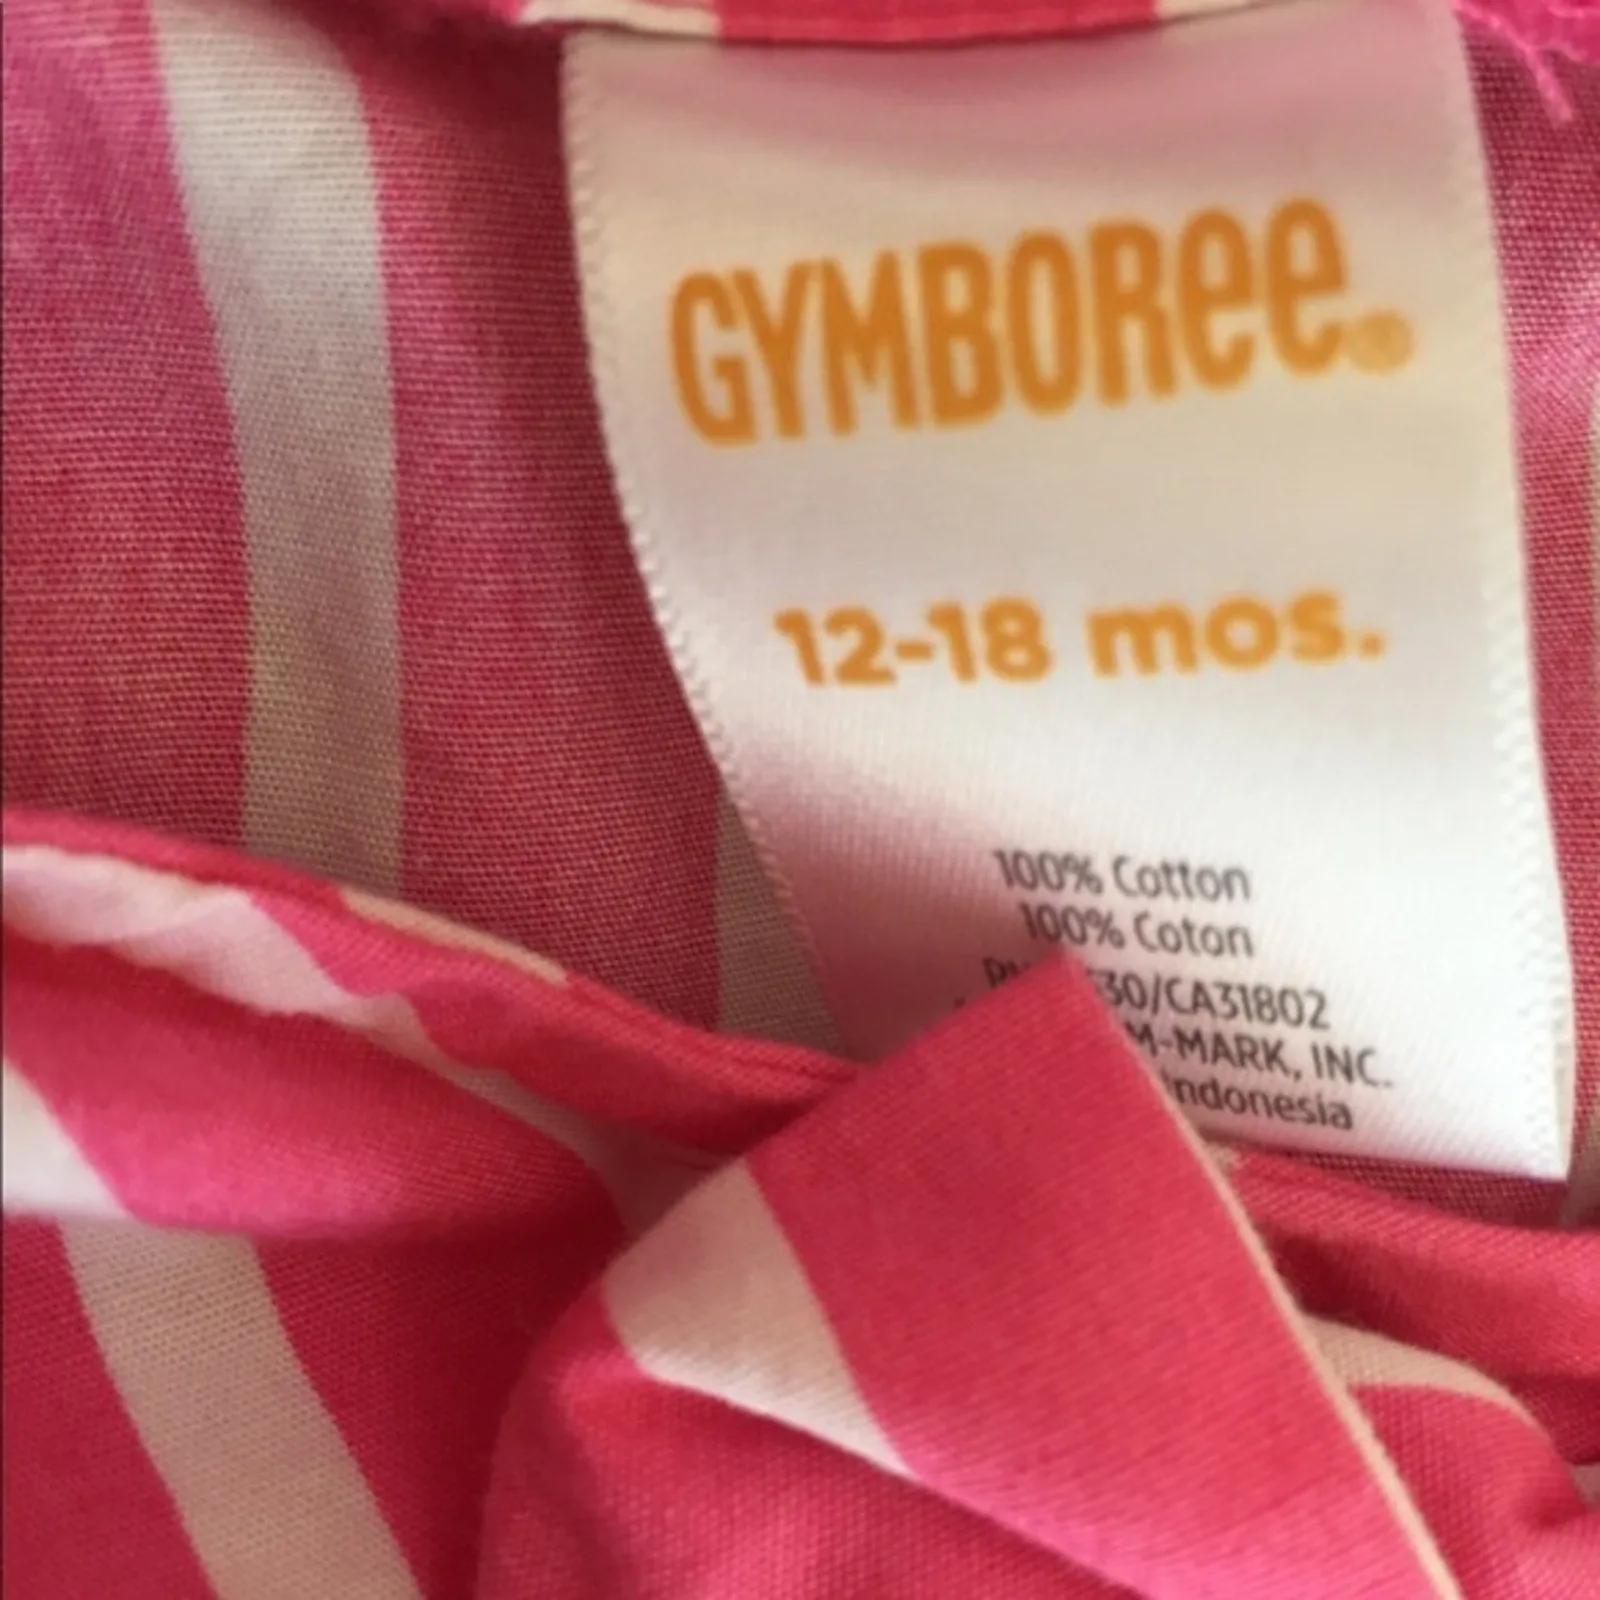 GYMBOREE®
12-18 mos.
100% Cotton
100% Coton
30/CA31802
M-MARK, INC.
Indonesia